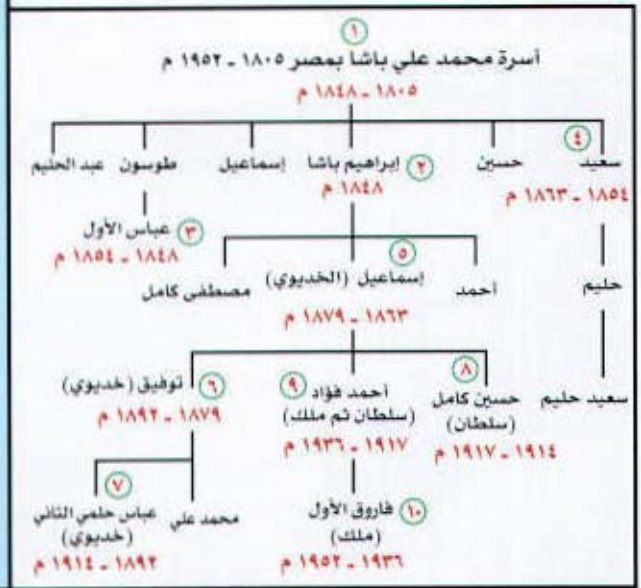 ١
أسرة محمد علي باشا بمصر ١٨٠٥ - ١٩٥٢ م
١٨٠٥ - ١٨٤٨ م
٤ سعيد
١٨٥٤ - ١٨٦٣ م
حسين
٢ إبراهيم باشا
١٨٤٨ م
إسماعيل
طوسون
عبد الحليم
٣ عباس الأول
١٨٤٨ - ١٨٥٤ م
حليم
أحمد
٥
إسماعيل (الخديوي)
١٨٦٣ - ١٨٧٩ م
مصطفى كامل
سعيد حليم
٨
حسين كامل
(سلطان)
١٩١٤ - ١٩١٧ م
٩ أحمد فؤاد
(سلطان ثم ملك)
١٩١٧ - ١٩٣٦ م
٦ توفيق (خديوي)
١٨٧٩ - ١٨٩٢ م
١٠ فاروق الأول
(ملك)
١٩٣٦ - ١٩٥٢ م
محمد علي
٧
عباس حلمي الثاني
(خديوي)
١٨٩٢ - ١٩١٤ م